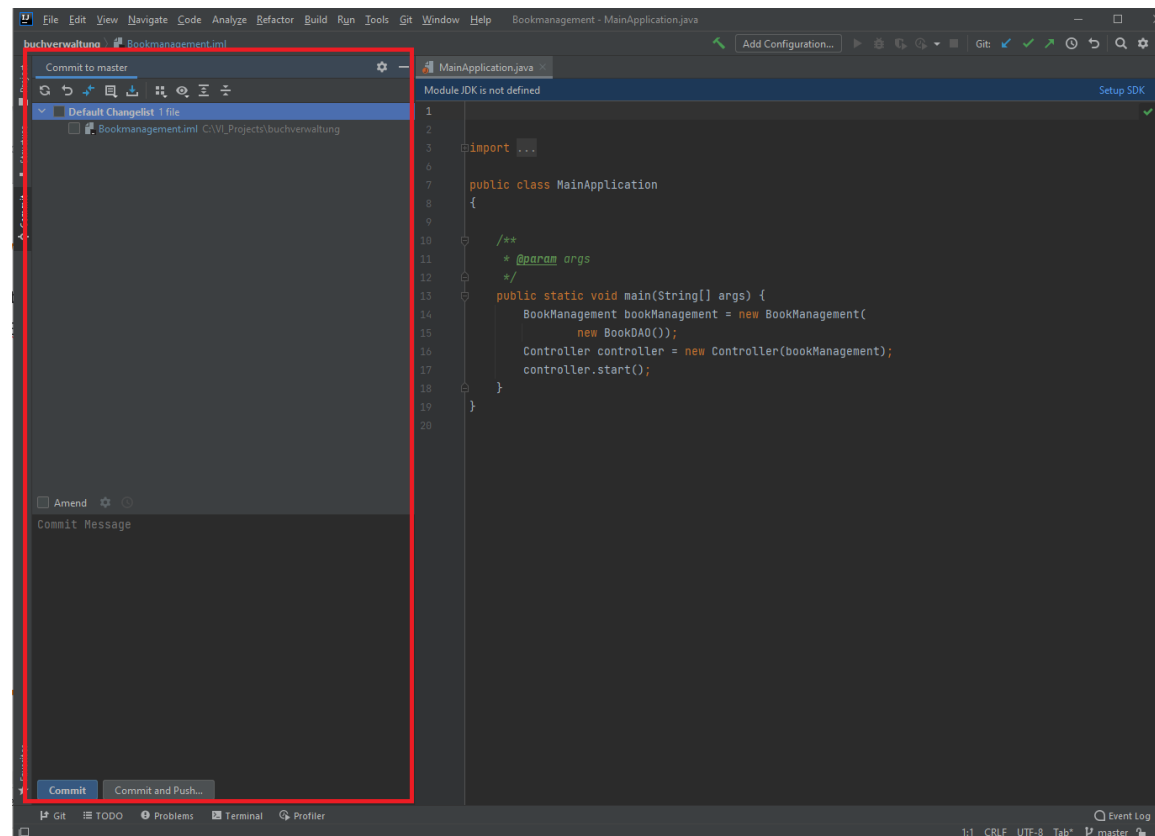 File Edit View Navigate Code Analyze Refactor Build Run Tools Git Window Help Bookmanagement - MainApplication.java
buchverwaltung Bookmanagement.iml Add Configuration... Git:
Commit to master
MainApplication.java
Module JDK is not defined Setup SDK
Default Changelist 1 file
Bookmanagement.iml C:\VI_Projects\buchverwaltung
1
2
3 import ...
6
7 public class MainApplication
8 {
9
10 /**
11 * @param args
12 */
13 public static void main(String[] args) {
14 BookManagement bookManagement = new BookManagement(
15 new BookDAO());
16 Controller controller = new Controller(bookManagement);
17 controller.start();
18 }
19 }
20
Amend
Commit Message
Commit Commit and Push...
Git TODO Problems Terminal Profiler Event Log
1:1 CRLF UTF-8 Tab* master